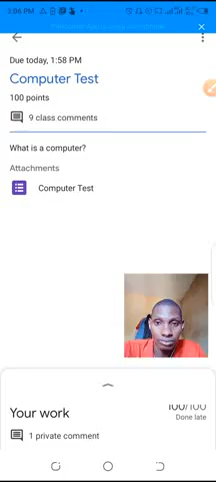 3:06 PM
Due today, 1:58 PM
Computer Test
100 points
9 class comments
What is a computer?
Attachments
Computer Test
Your work
100/100
Done late
1 private comment